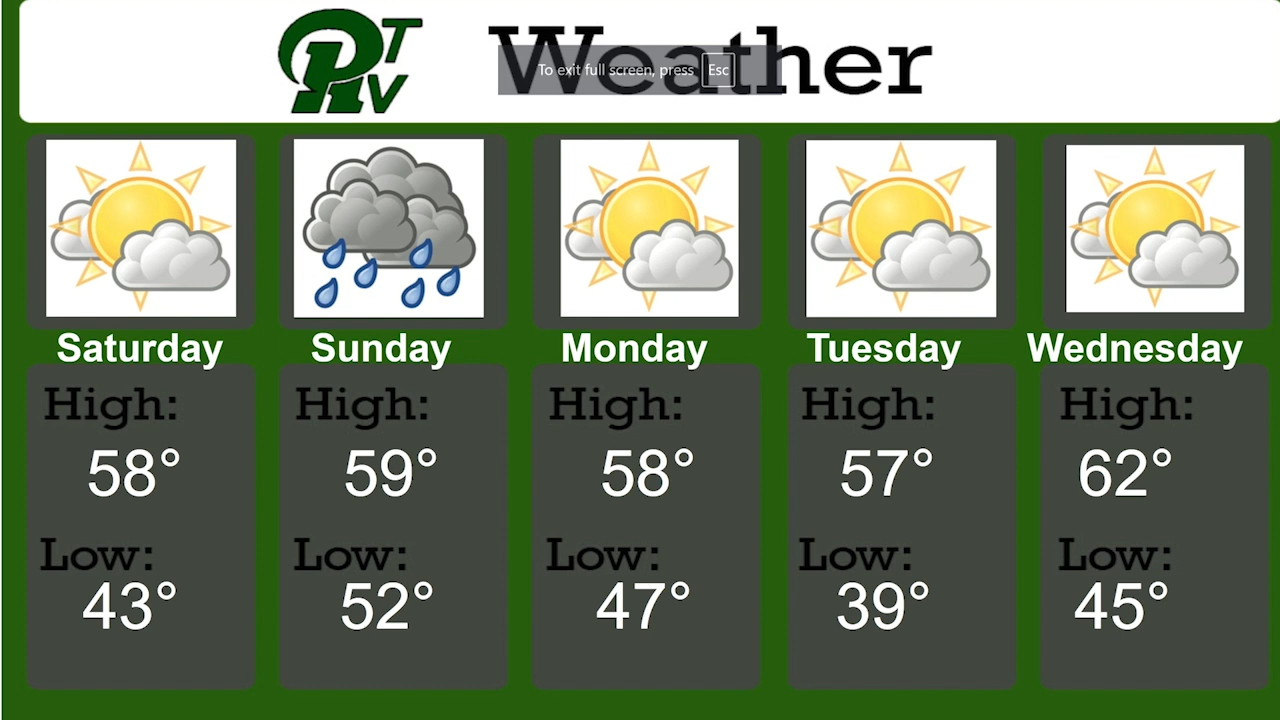 PRTV
Weather
To exit full screen, press Esc
Saturday Sunday Monday Tuesday Wednesday
High: High: High: High: High:
58° 59° 58° 57° 62°
Low: Low: Low: Low: Low:
43° 52° 47° 39° 45°